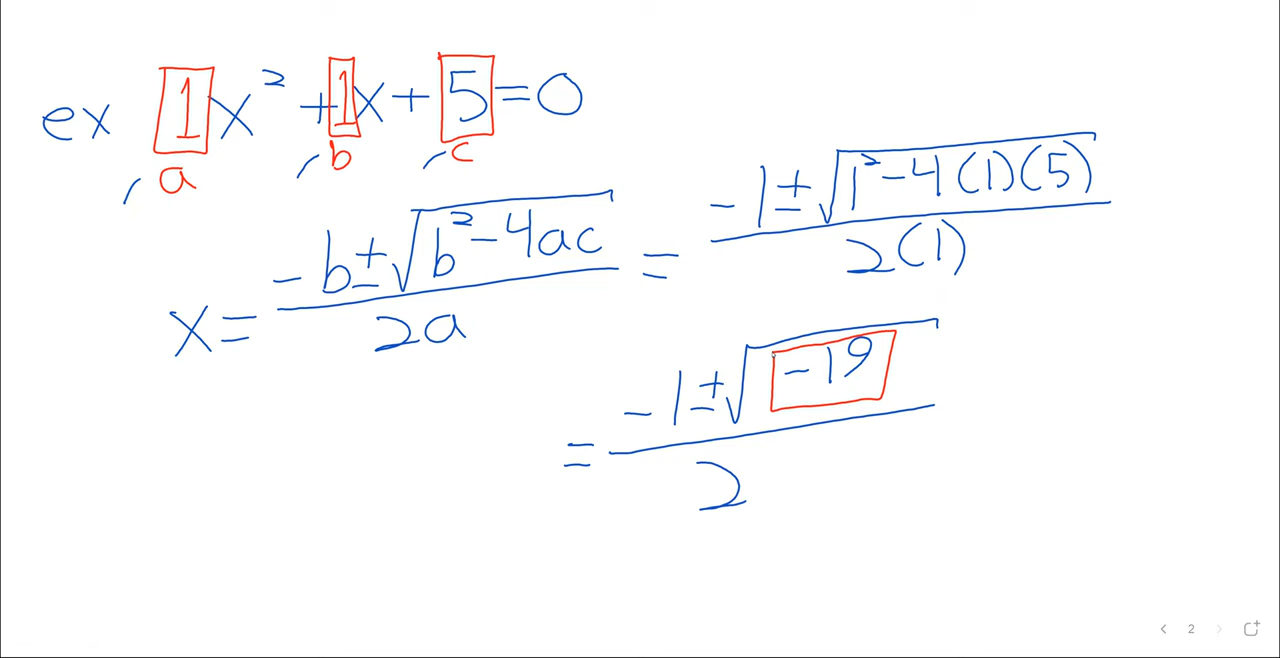 ex 1x² + 1x + 5 = 0
, a , b , c
x = (-b ± √(b² - 4ac)) / 2a = (-1 ± √(1² - 4(1)(5))) / 2(1)
= (-1 ± √(-19)) / 2
< 2 >